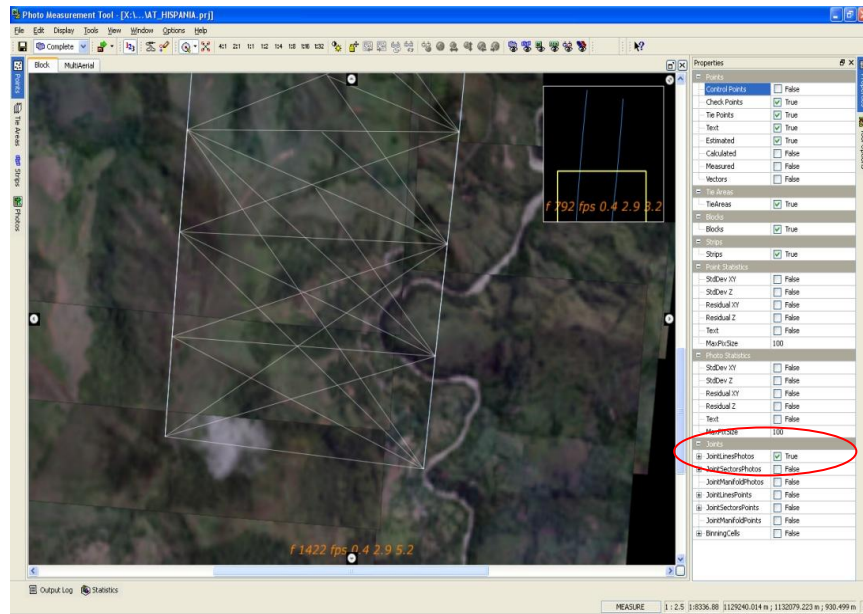 Photo Measurement Tool - [X:\...\AT_HISPANIA.prj]
File Edit Display Tools View Window Options Help
Complete 4:1 2:1 1:1 1:2 1:4 1:8 1:16 1:32
Block MultiAerial
Points
Tie Areas
Strips
Photos
f 792 fps 0.4 2.9 3.2
f 1422 fps 0.4 2.9 5.2
Properties
Points
Control Points False
Check Points True
Tie Points True
Text True
Estimated True
Calculated False
Measured False
Vectors False
Tie Areas
TieAreas True
Blocks
Blocks True
Strips
Strips True
Point Statistics
StdDev XY False
StdDev Z False
Residual XY False
Residual Z False
Text False
MaxPixSize 100
Photo Statistics
StdDev XY False
StdDev Z False
Residual XY False
Residual Z False
Text False
MaxPixSize 100
Joints
JointLinesPhotos True
JointSectorsPhotos False
JointManifoldPhotos False
JointLinesPoints False
JointSectorsPoints False
JointManifoldPoints False
BinningCells False
Output Log Statistics
MEASURE 1 : 2.5 1:8336.88 1129240.014 m ; 1132079.223 m ; 930.499 m